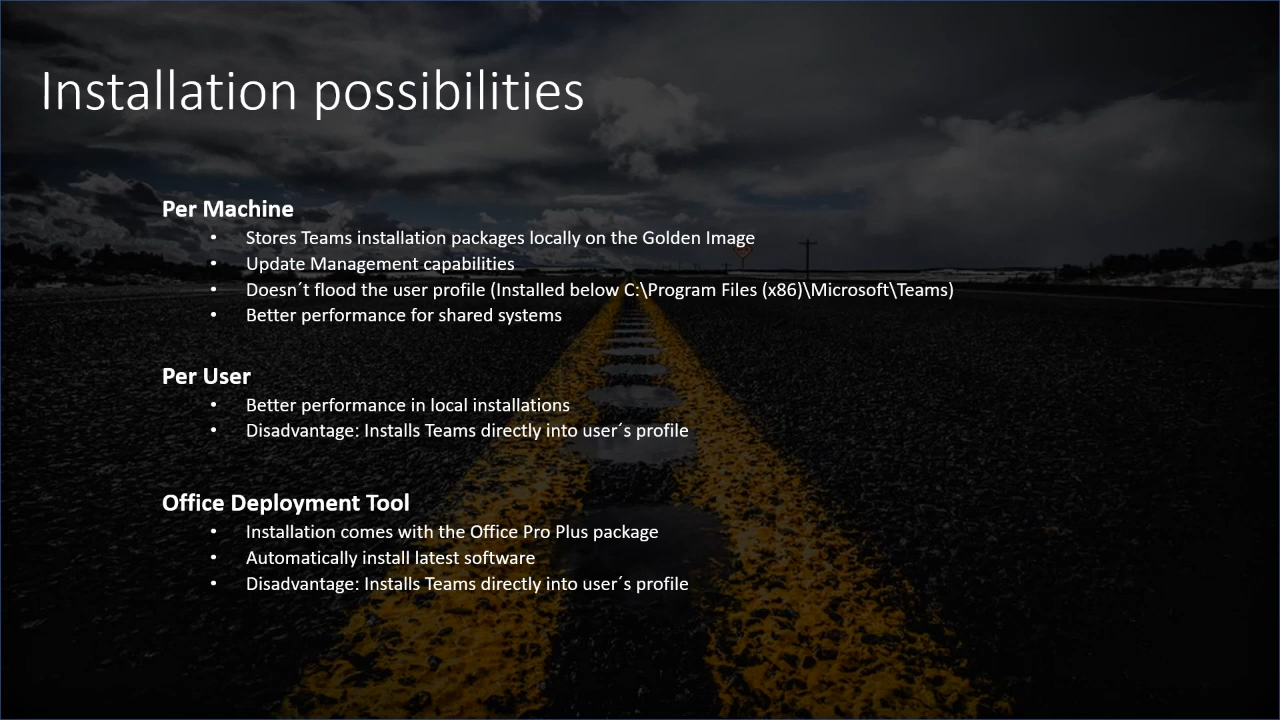 Installation possibilities
Per Machine
• Stores Teams installation packages locally on the Golden Image
• Update Management capabilities
• Doesn´t flood the user profile (Installed below C:\Program Files (x86)\Microsoft\Teams)
• Better performance for shared systems
Per User
• Better performance in local installations
• Disadvantage: Installs Teams directly into user´s profile
Office Deployment Tool
• Installation comes with the Office Pro Plus package
• Automatically install latest software
• Disadvantage: Installs Teams directly into user´s profile